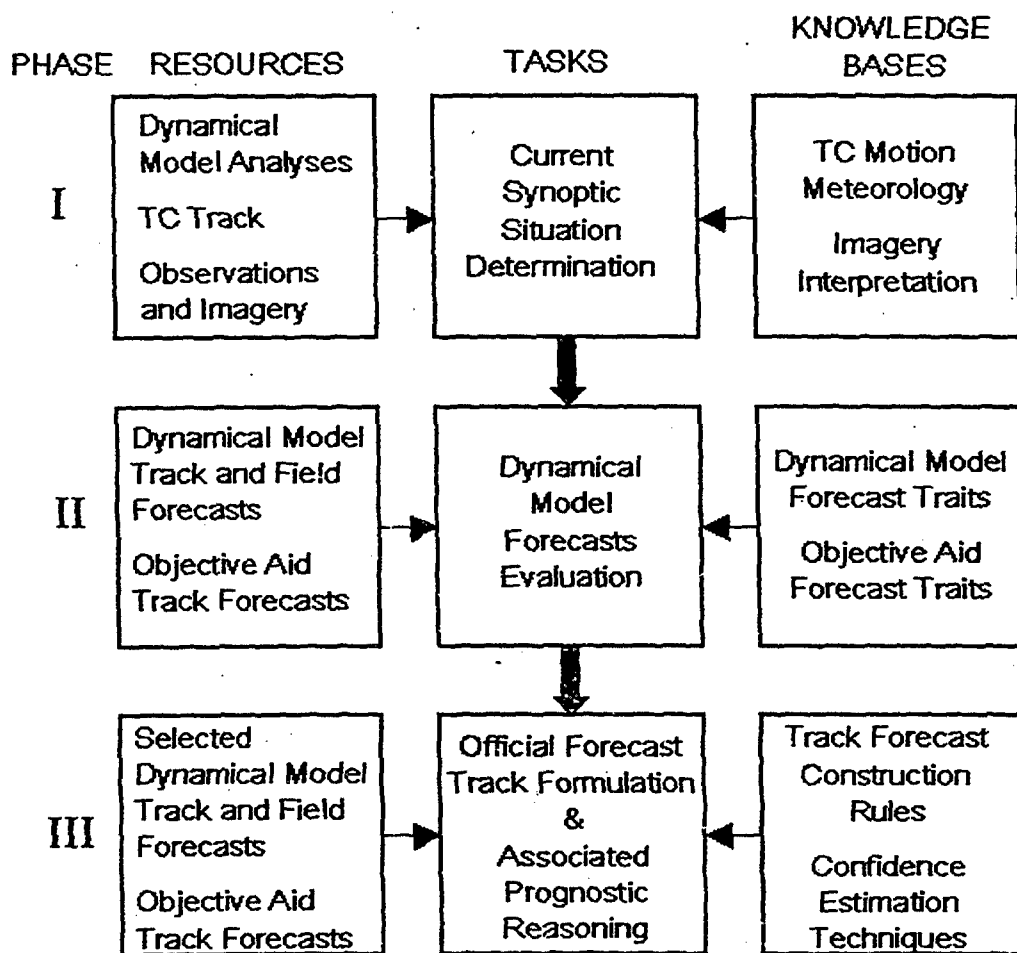 PHASE RESOURCES TASKS KNOWLEDGE BASES
I
Dynamical
Model Analyses
TC Track
Observations
and Imagery
Current
Synoptic
Situation
Determination
TC Motion
Meteorology
Imagery
Interpretation
II
Dynamical Model
Track and Field
Forecasts
Objective Aid
Track Forecasts
Dynamical
Model
Forecasts
Evaluation
Dynamical Model
Forecast Traits
Objective Aid
Forecast Traits
III
Selected
Dynamical Model
Track and Field
Forecasts
Objective Aid
Track Forecasts
Official Forecast
Track Formulation
&
Associated
Prognostic
Reasoning
Track Forecast
Construction
Rules
Confidence
Estimation
Techniques